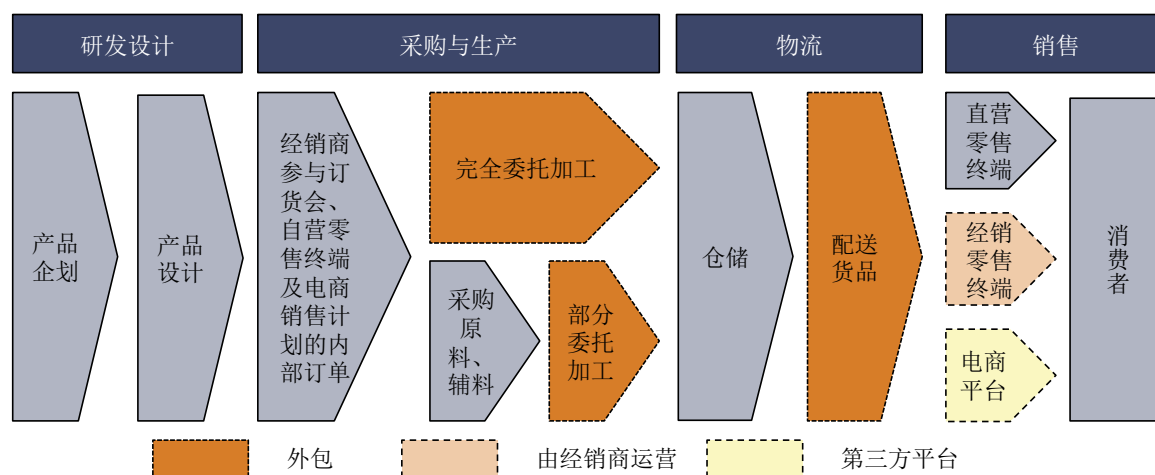 研发设计
采购与生产
物流
销售
产品
企划
产品
设计
经销商
参与订
货会、
自营零
售终端
及电商
销售计
划的内
部订单
完全委托加工
采购
原
料、
辅料
部分
委托
加工
仓储
配送
货品
直营
零售
终端
经销
零售
终端
电商
平台
消
费
者
外包
由经销商运营
第三方平台